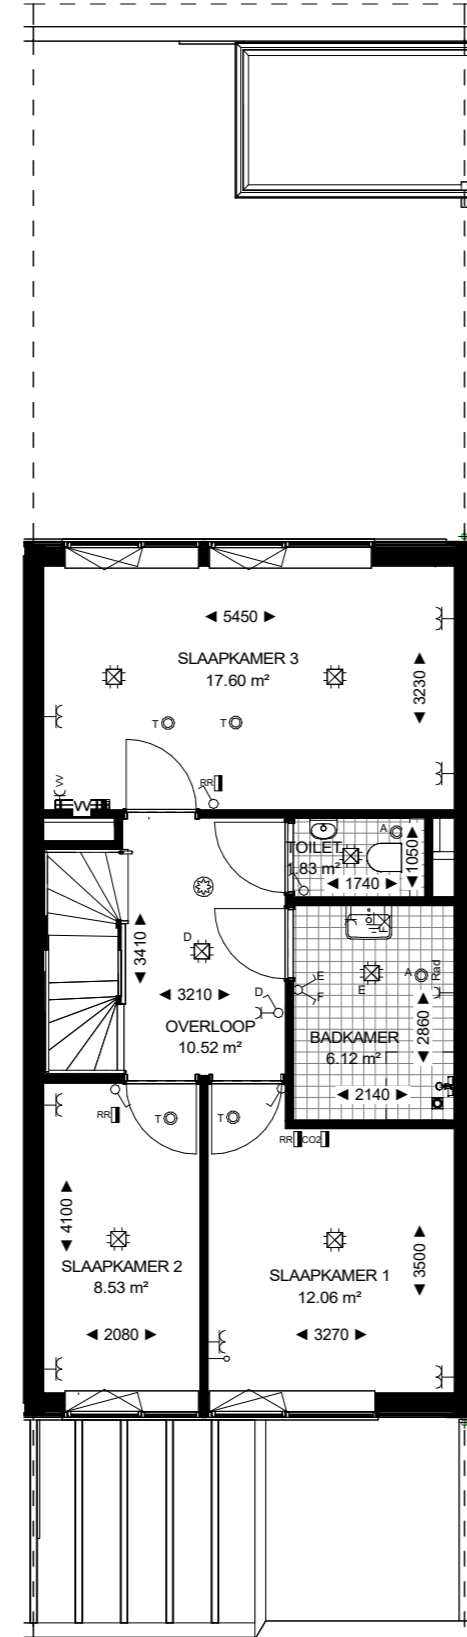 ◄ 5450 ►
SLAAPKAMER 3
17.60 m²
◄ 3230 ►
T
T
VV
VV
RR
TOILET
1.83 m²
A
◄ 1050 ►
◄ 1740 ►
◄ 3410 ►
D
◄ 3210 ►
D
OVERLOOP
10.52 m²
E
F
E
A
Rad
BADKAMER
6.12 m²
◄ 2860 ►
◄ 2140 ►
RR
T
T
RR
CO2
◄ 4100 ►
SLAAPKAMER 2
8.53 m²
◄ 2080 ►
SLAAPKAMER 1
12.06 m²
◄ 3500 ►
◄ 3270 ►